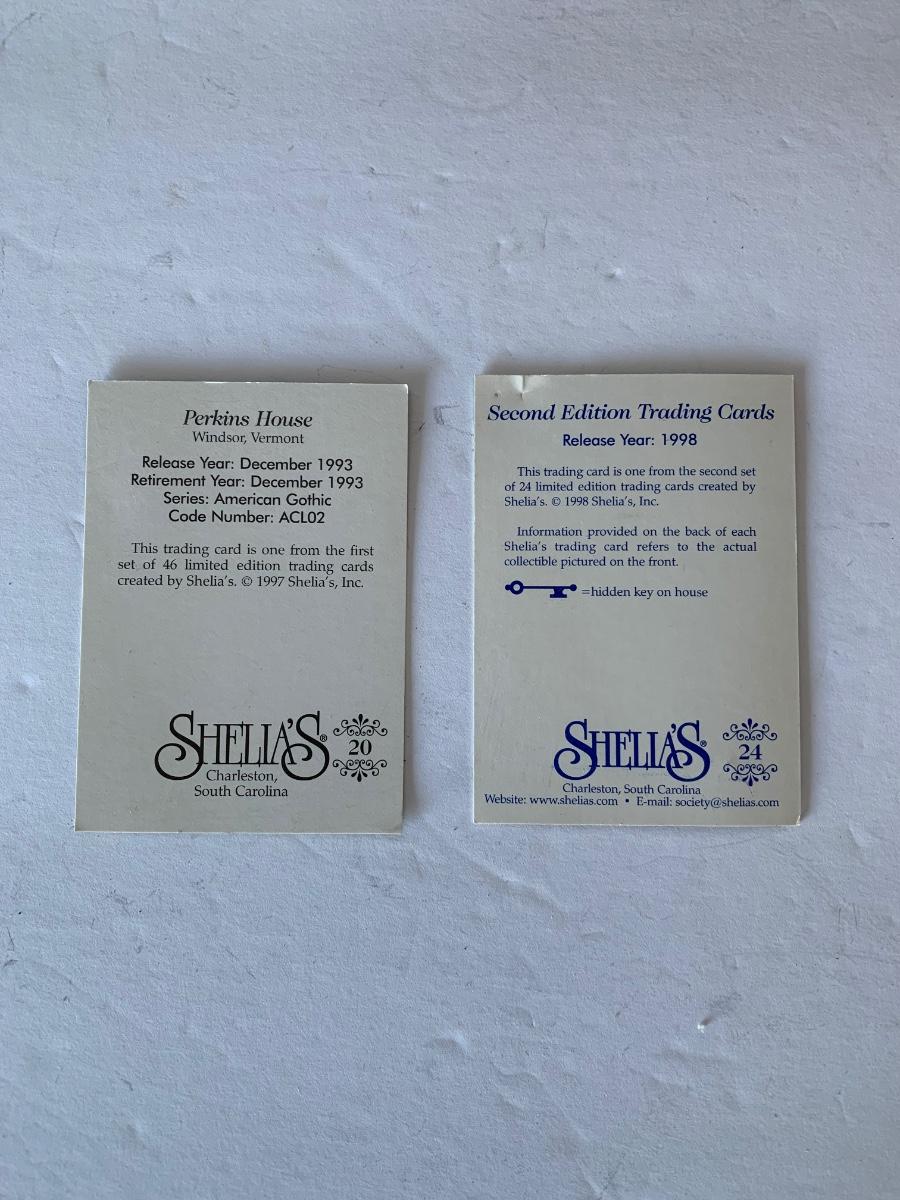 Perkins House
Windsor, Vermont
Release Year: December 1993
Retirement Year: December 1993
Series: American Gothic
Code Number: ACL02
This trading card is one from the first
set of 46 limited edition trading cards
created by Shelia's. © 1997 Shelia's, Inc.
SHELIA'S®
20
Charleston,
South Carolina
Second Edition Trading Cards
Release Year: 1998
This trading card is one from the second set
of 24 limited edition trading cards created by
Shelia's. © 1998 Shelia's, Inc.
Information provided on the back of each
Shelia's trading card refers to the actual
collectible pictured on the front.
=hidden key on house
SHELIA'S®
24
Charleston, South Carolina
Website: www.shelias.com • E-mail: society@shelias.com